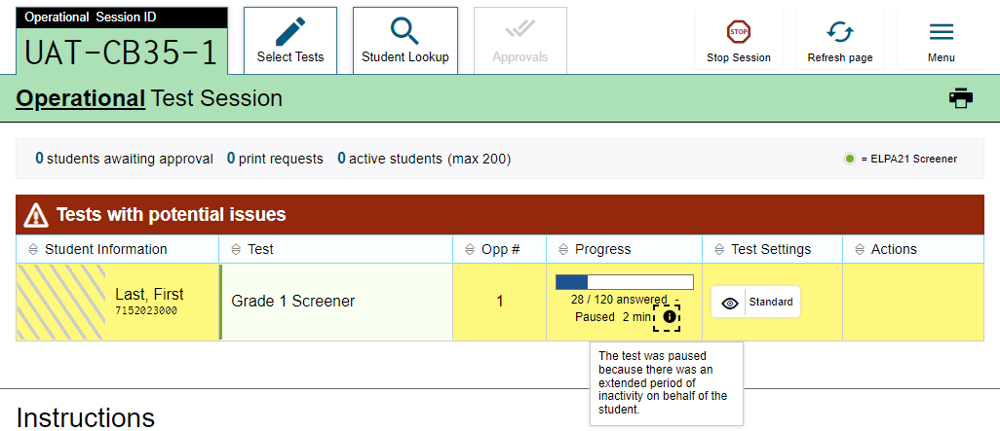 Operational Session ID
UAT-CB35-1
Select Tests
Student Lookup
Approvals
STOP
Stop Session
Refresh page
Menu
Operational Test Session
0 students awaiting approval 0 print requests 0 active students (max 200)
= ELPA21 Screener
Tests with potential issues
Student Information Test Opp # Progress Test Settings Actions
Last, First
7152023000
Grade 1 Screener
1
28 / 120 answered -
Paused 2 min
Standard
The test was paused
because there was an
extended period of
inactivity on behalf of the
student.
Instructions